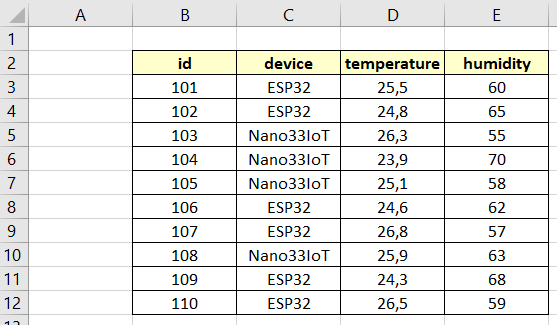 A B C D E
1
2 id device temperature humidity
3 101 ESP32 25,5 60
4 102 ESP32 24,8 65
5 103 Nano33IoT 26,3 55
6 104 Nano33IoT 23,9 70
7 105 Nano33IoT 25,1 58
8 106 ESP32 24,6 62
9 107 ESP32 26,8 57
10 108 Nano33IoT 25,9 63
11 109 ESP32 24,3 68
12 110 ESP32 26,5 59